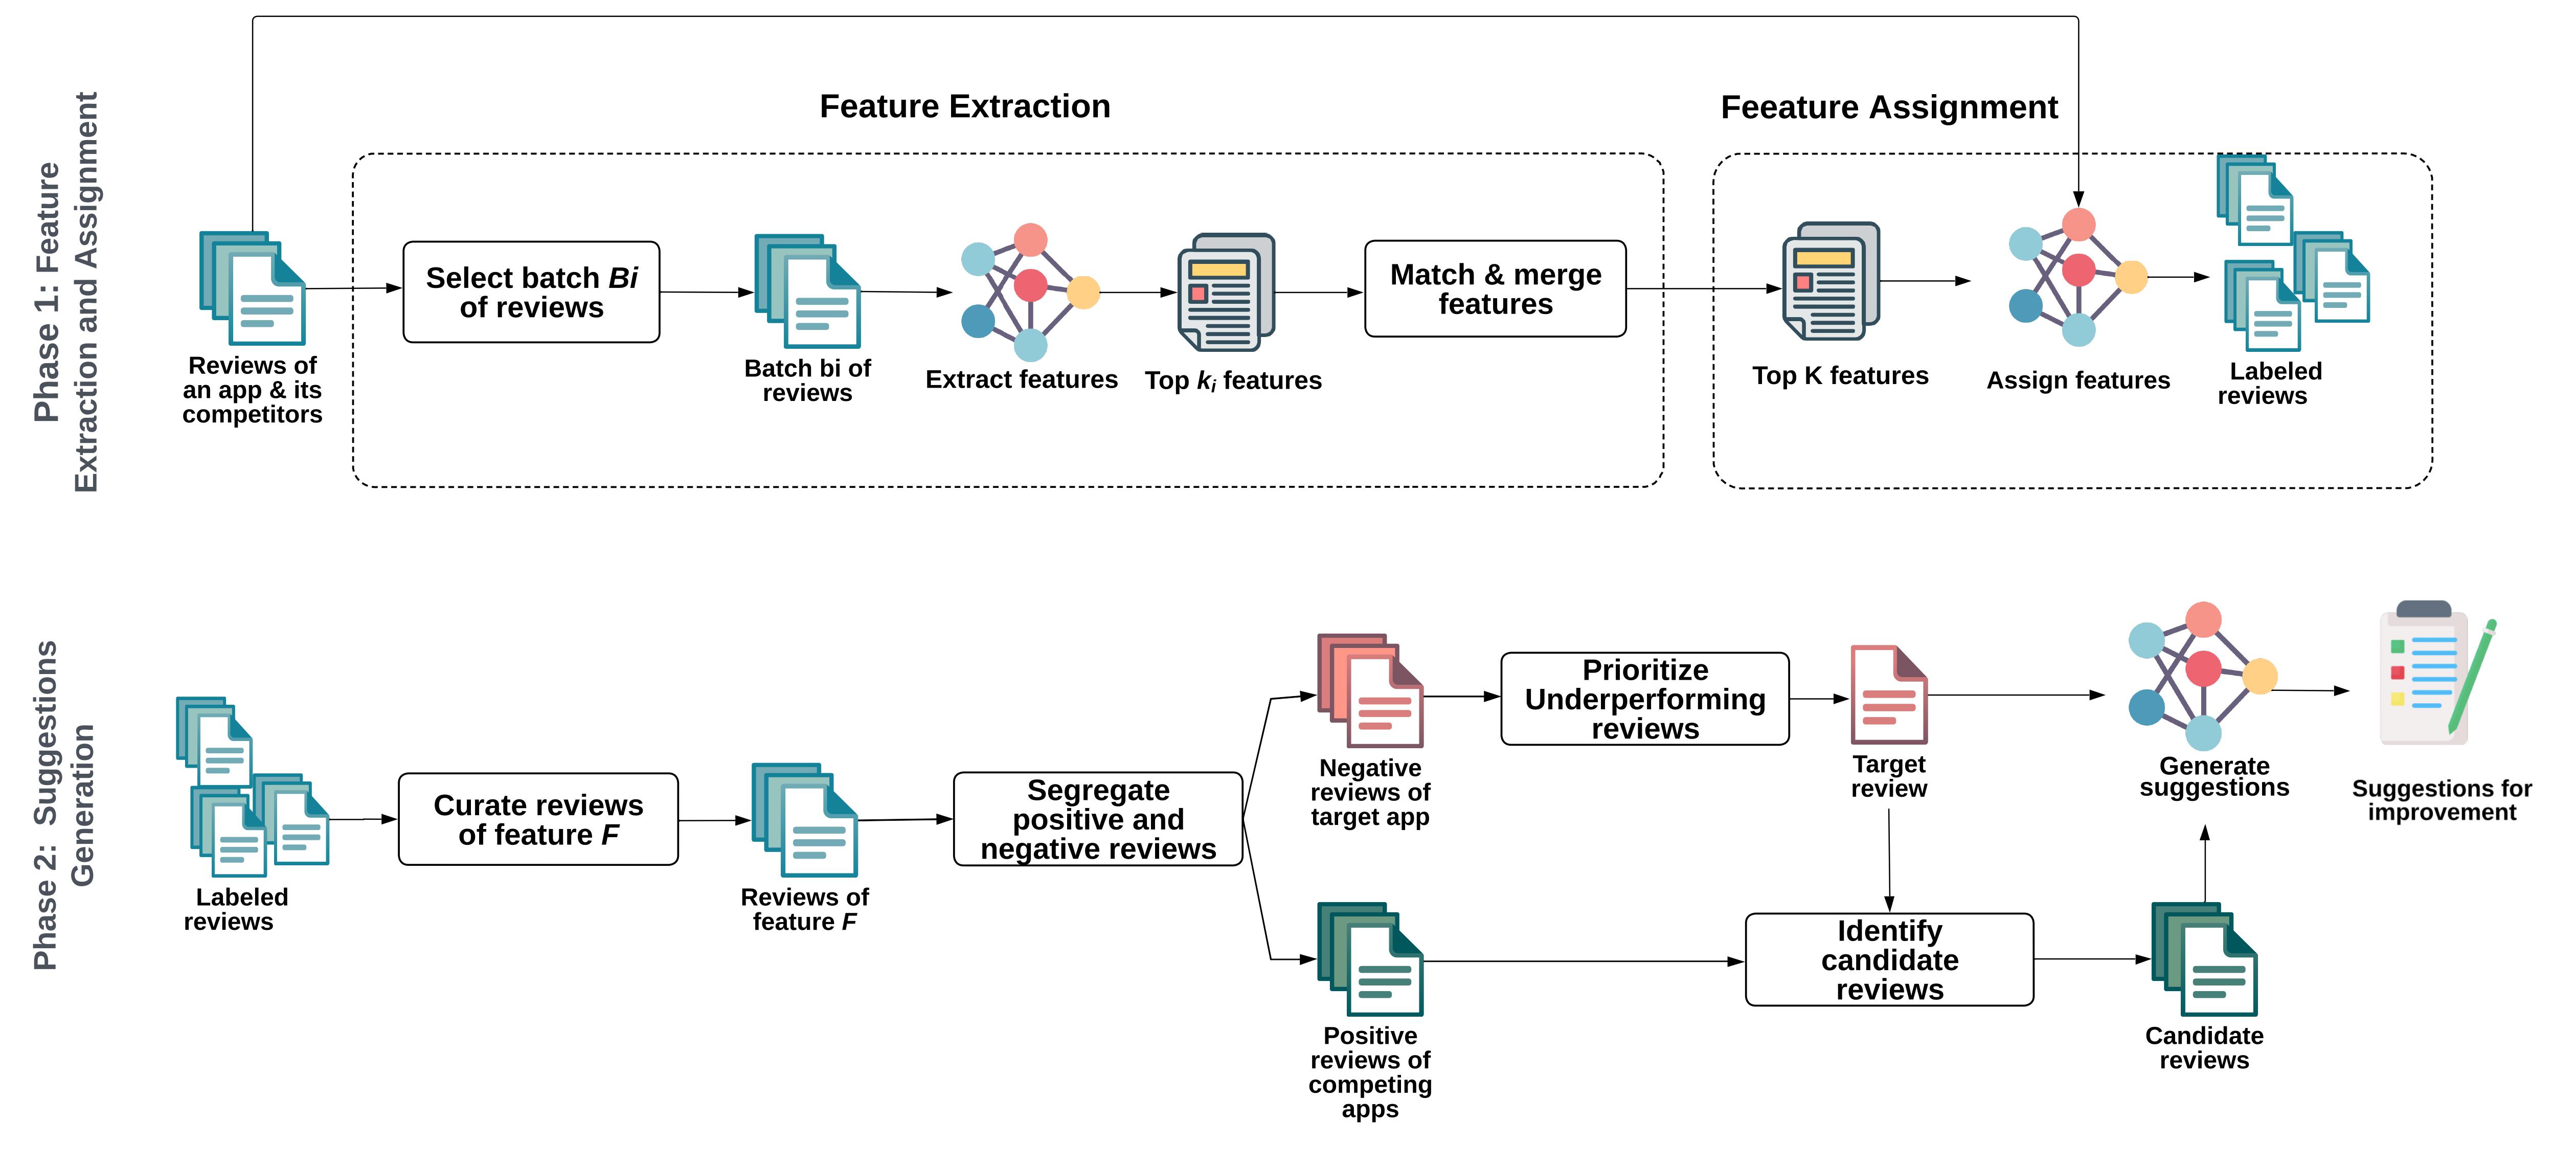 Phase 1: Feature
Extraction and Assignment
Feature Extraction
Feeature Assignment
Reviews of
an app & its
competitors
Select batch Bi
of reviews
Batch bi of
reviews
Extract features
Top ki features
Match & merge
features
Top K features
Assign features
Labeled
reviews
Phase 2: Suggestions
Generation
Labeled
reviews
Curate reviews
of feature F
Reviews of
feature F
Segregate
positive and
negative reviews
Negative
reviews of
target app
Prioritize
Underperforming
reviews
Target
review
Generate
suggestions
Suggestions for
improvement
Positive
reviews of
competing
apps
Identify
candidate
reviews
Candidate
reviews